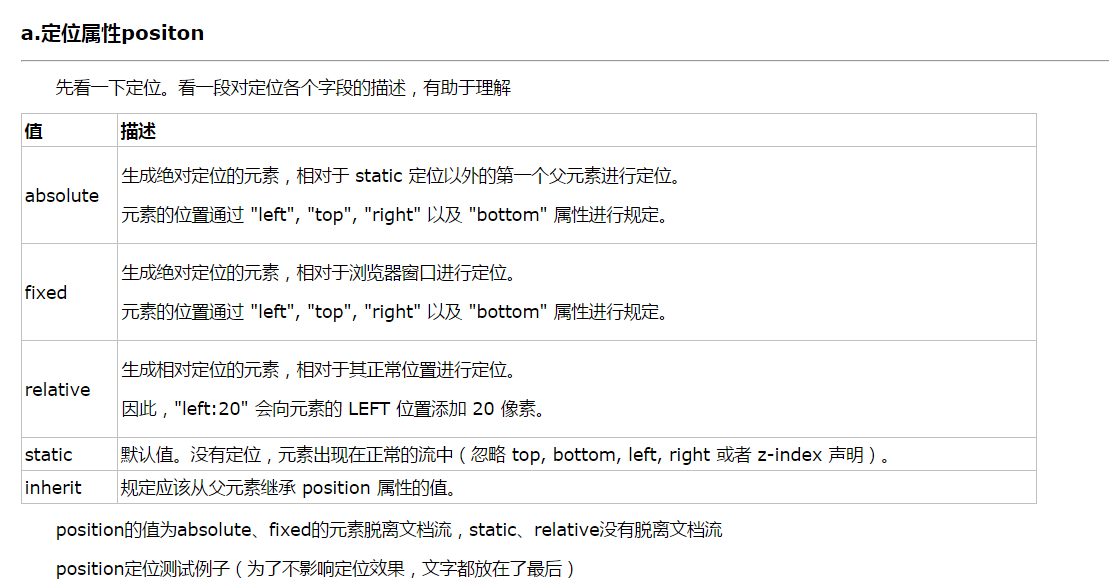 a.定位属性positon
先看一下定位。看一段对定位各个字段的描述，有助于理解
值 描述
absolute
生成绝对定位的元素，相对于 static 定位以外的第一个父元素进行定位。
元素的位置通过 "left", "top", "right" 以及 "bottom" 属性进行规定。
fixed
生成绝对定位的元素，相对于浏览器窗口进行定位。
元素的位置通过 "left", "top", "right" 以及 "bottom" 属性进行规定。
relative
生成相对定位的元素，相对于其正常位置进行定位。
因此，"left:20" 会向元素的 LEFT 位置添加 20 像素。
static 默认值。没有定位，元素出现在正常的流中（忽略 top, bottom, left, right 或者 z-index 声明）。
inherit 规定应该从父元素继承 position 属性的值。
position的值为absolute、fixed的元素脱离文档流，static、relative没有脱离文档流
position定位测试例子（为了不影响定位效果，文字都放在了最后）